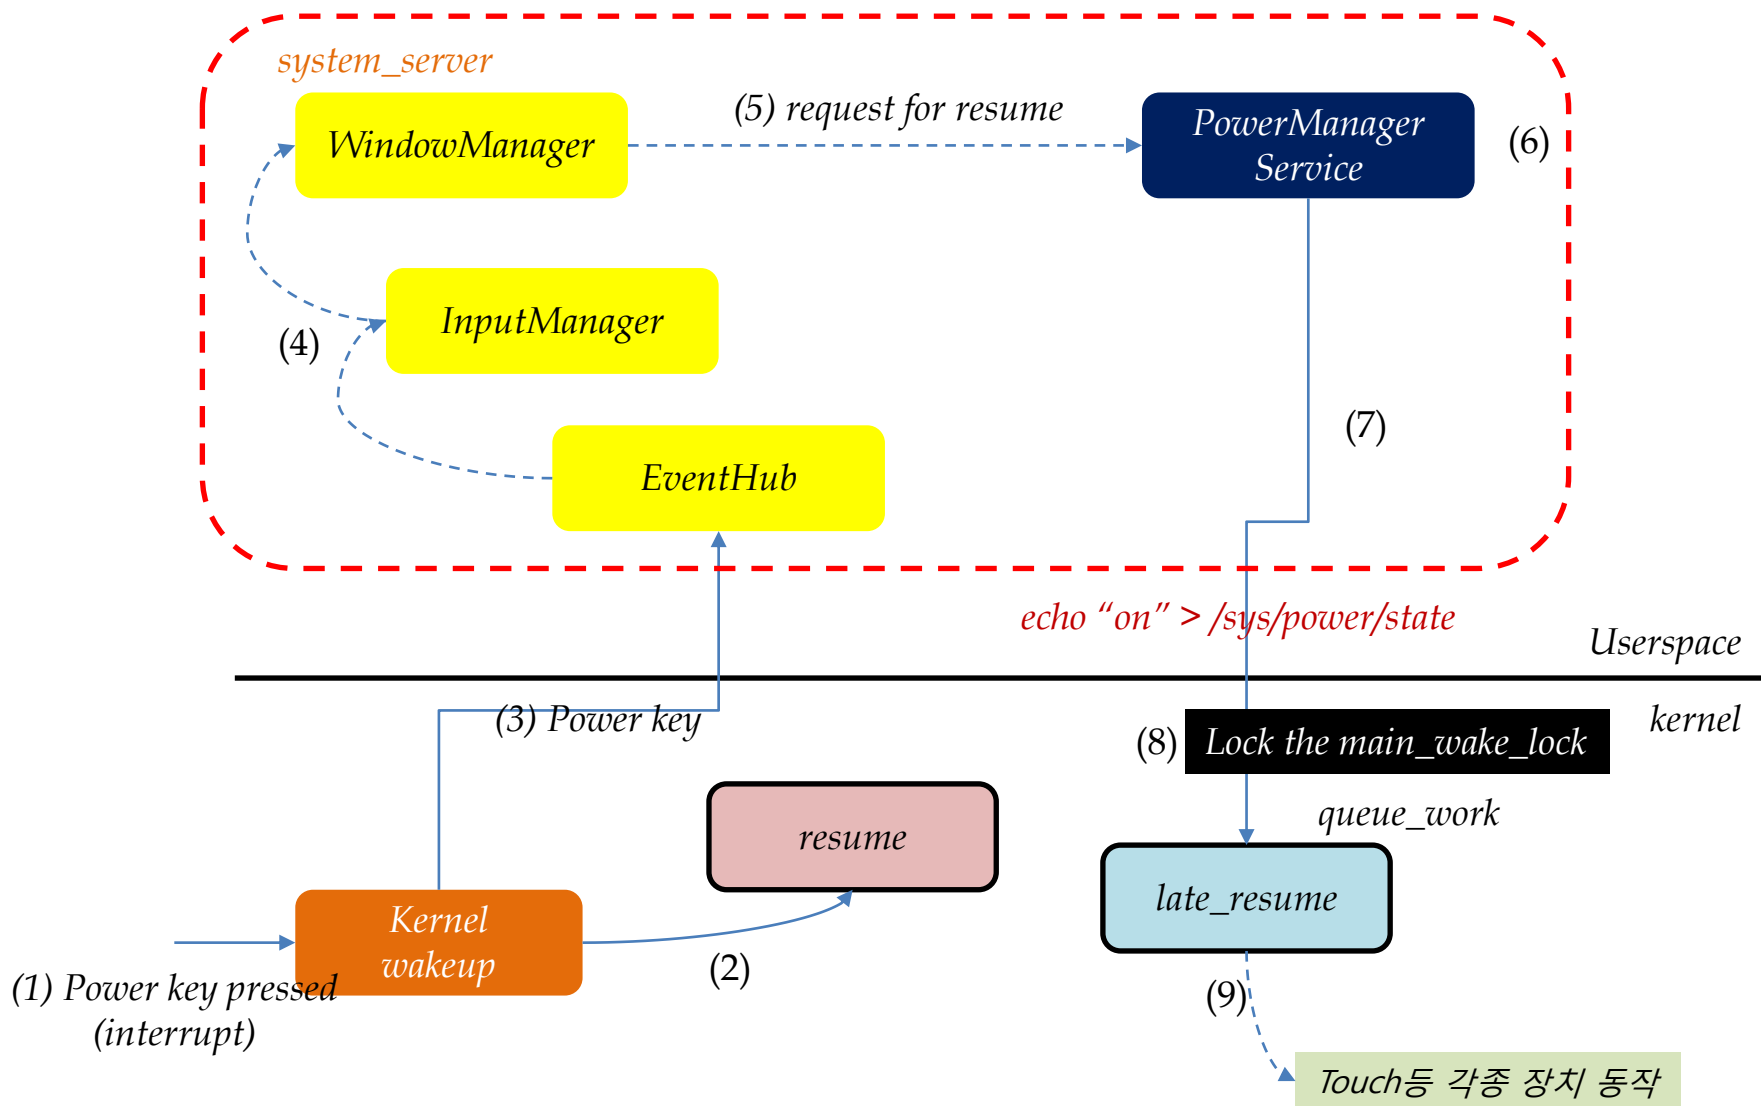 system_server
(5) request for resume
WindowManager
PowerManager
Service
(6)
InputManager
(4)
(7)
EventHub
echo “on” > /sys/power/state
Userspace
kernel
(3) Power key
(8)
Lock the main_wake_lock
queue_work
resume
late_resume
Kernel
wakeup
(2)
(1) Power key pressed
(interrupt)
(9)
Touch등 각종 장치 동작